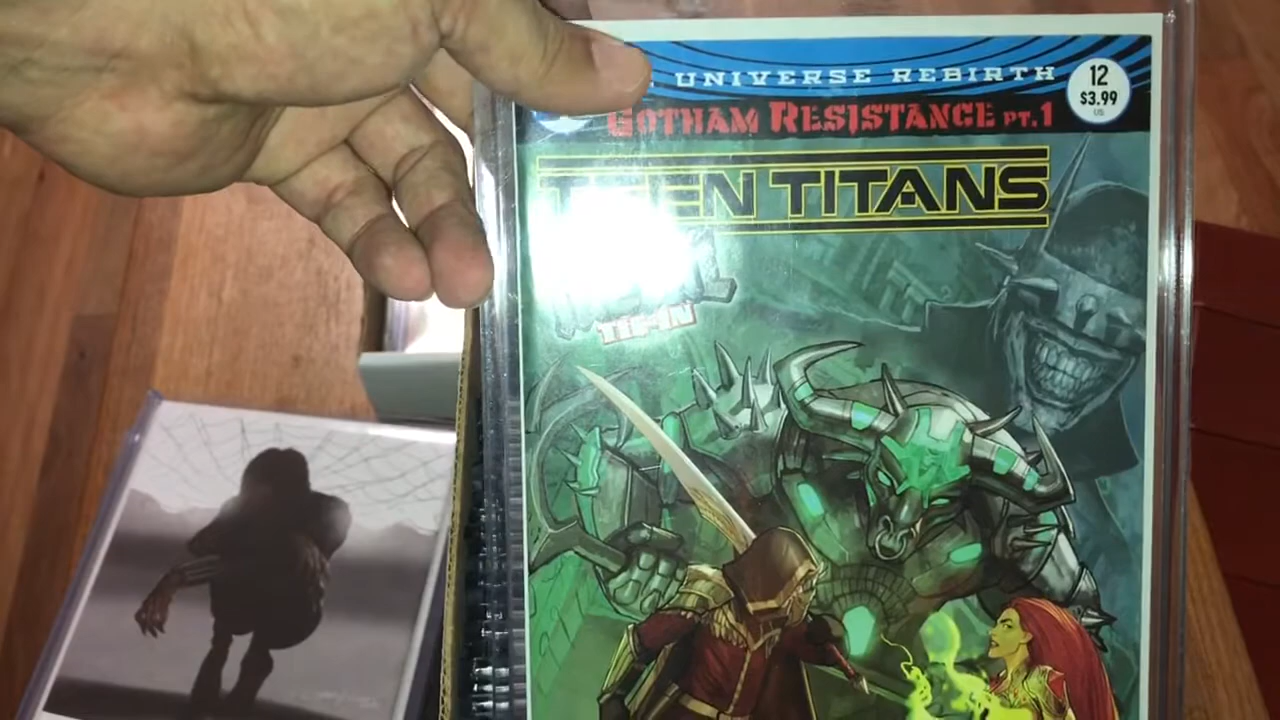 UNIVERSE REBIRTH
12
$3.99
US
GOTHAM RESISTANCE PT.1
TEEN TITANS
TIE-IN